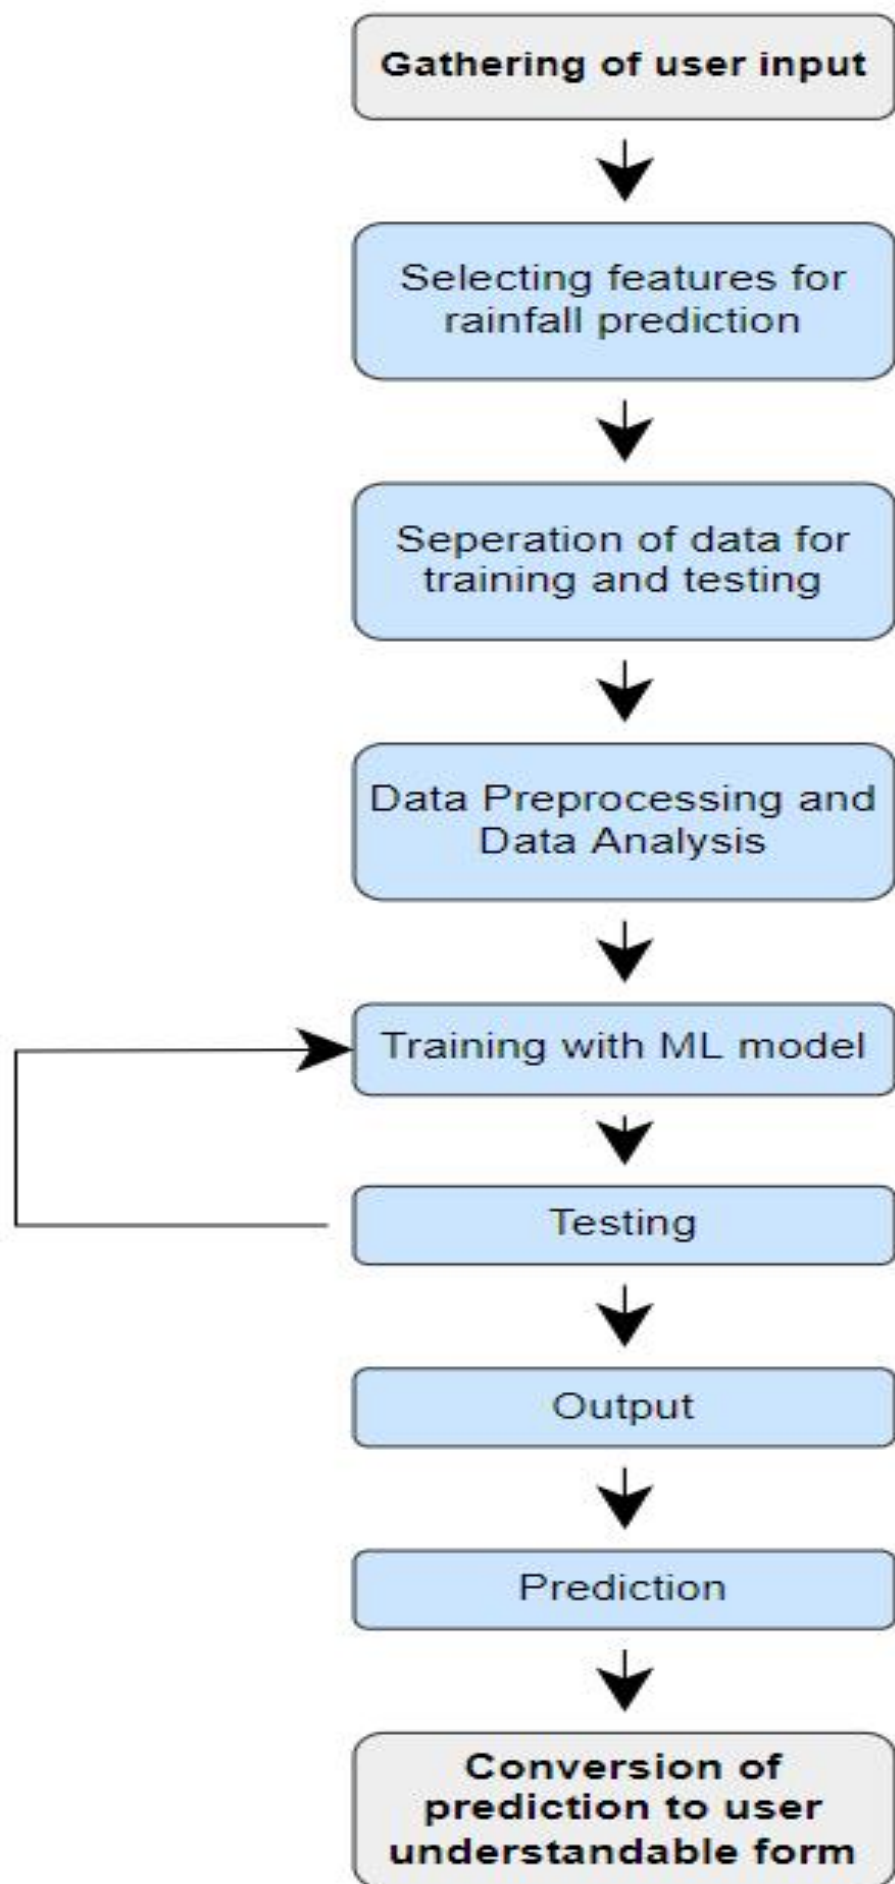 Gathering of user input
Selecting features for
rainfall prediction
Seperation of data for
training and testing
Data Preprocessing and
Data Analysis
Training with ML model
Testing
Output
Prediction
Conversion of
prediction to user
understandable form